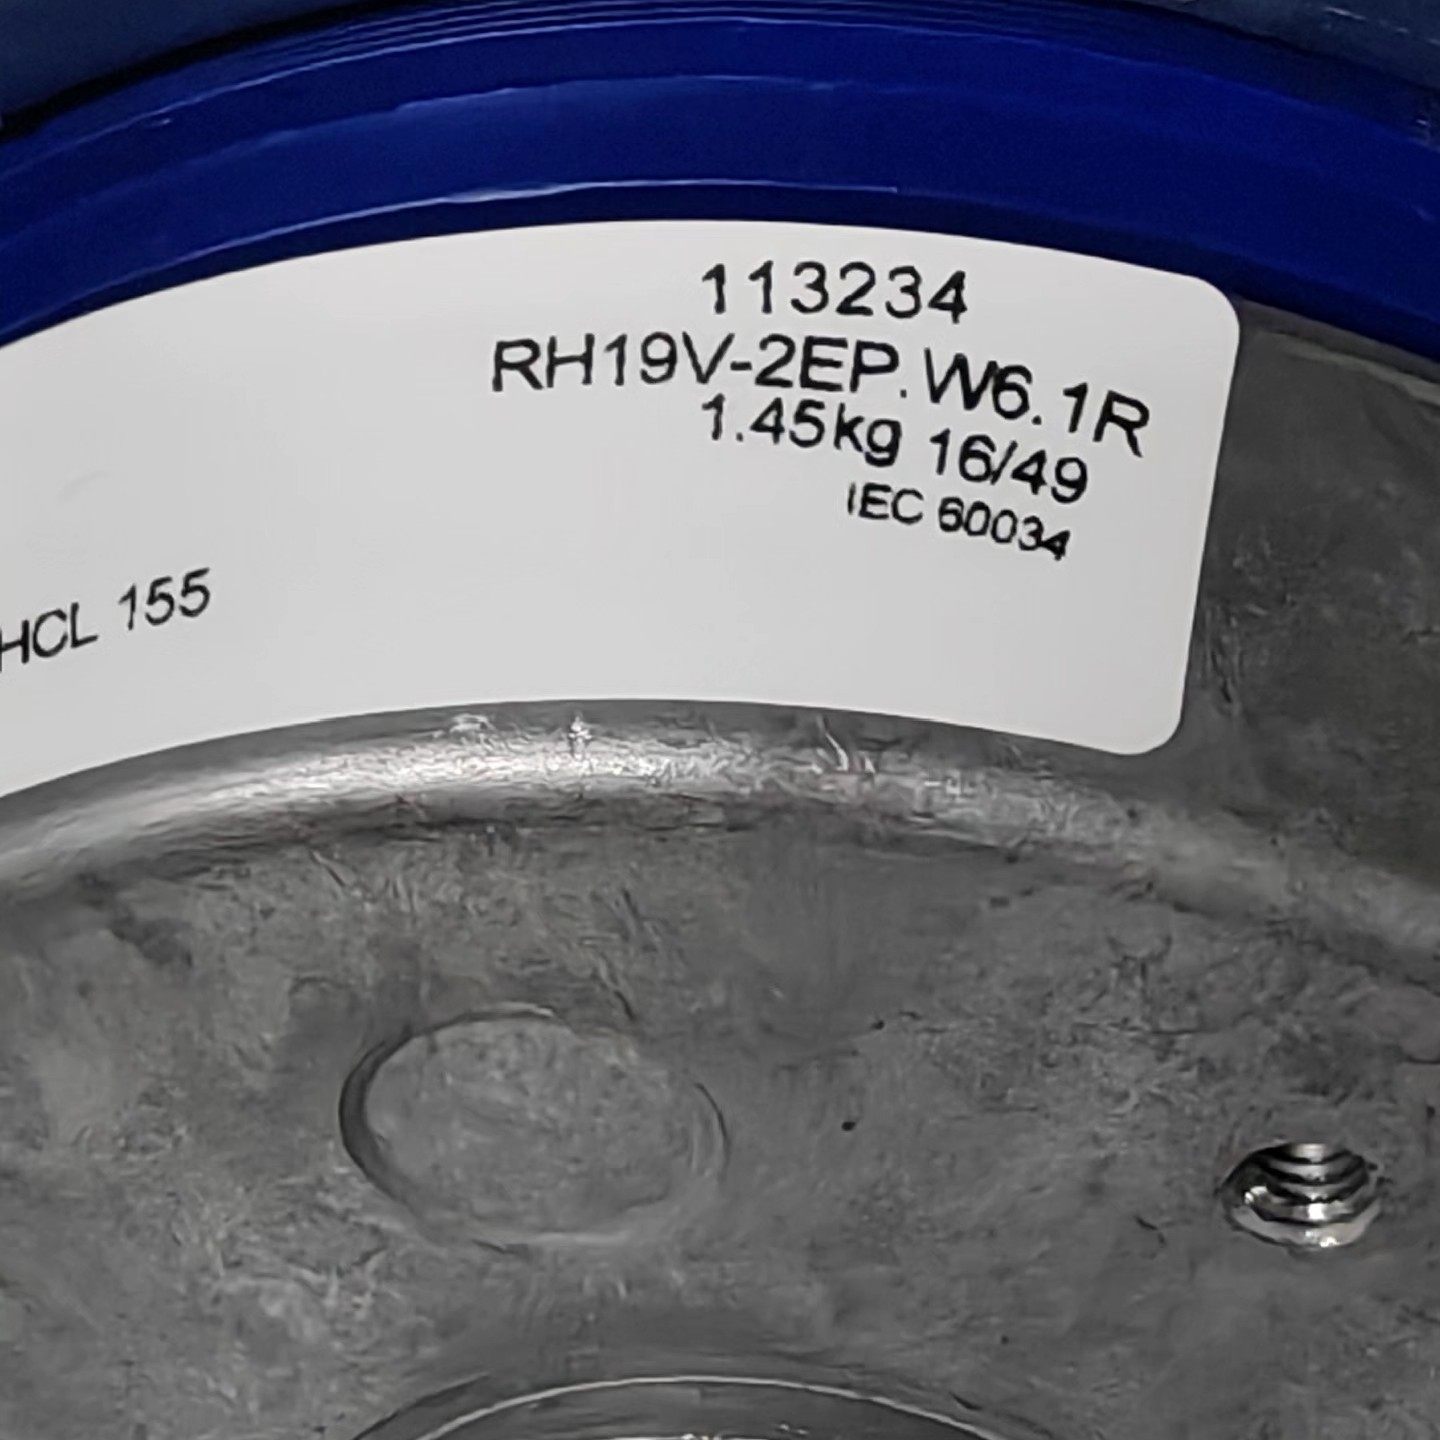 113234
RH19V-2EP.W6.1R
1.45kg 16/49
IEC 60034
HCL 155